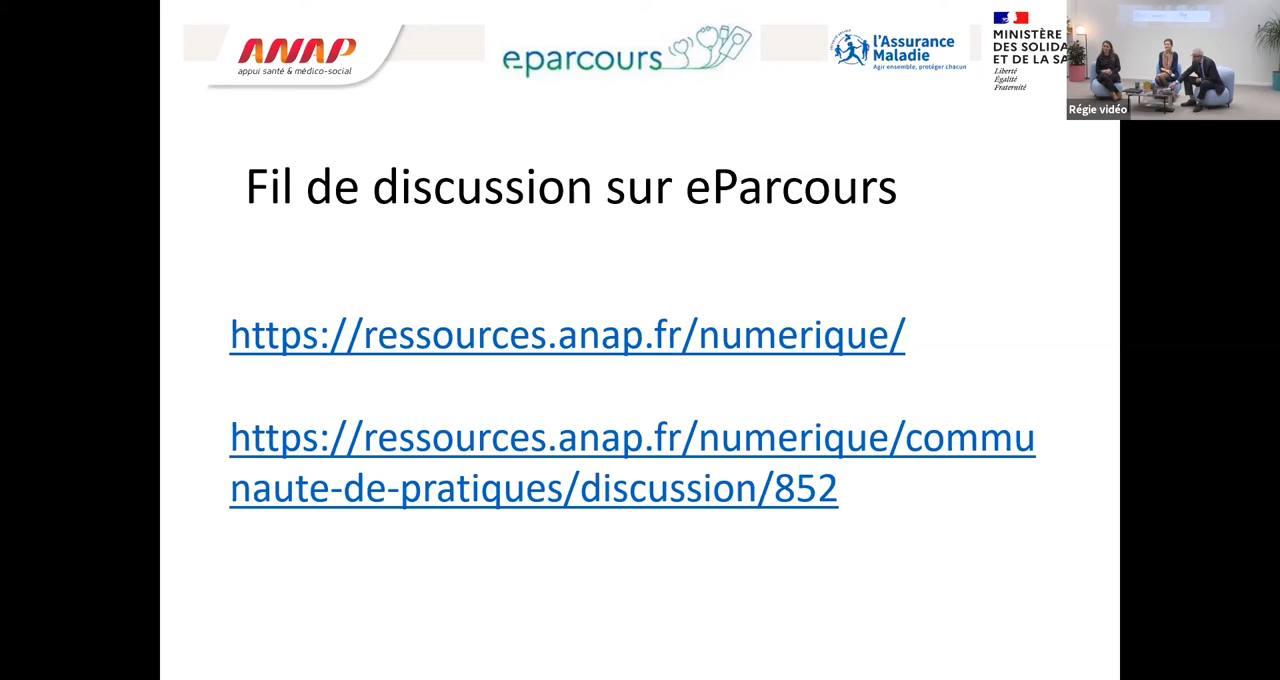 ANAP
appui santé & médico-social
eparcours
l'Assurance
Maladie
Agir ensemble, protéger chacun
MINISTÈRE
DES SOLIDA
ET DE LA SA
Liberté
Égalité
Fraternité
Régie vidéo
Fil de discussion sur eParcours
https://ressources.anap.fr/numerique/
https://ressources.anap.fr/numerique/commu
naute-de-pratiques/discussion/852